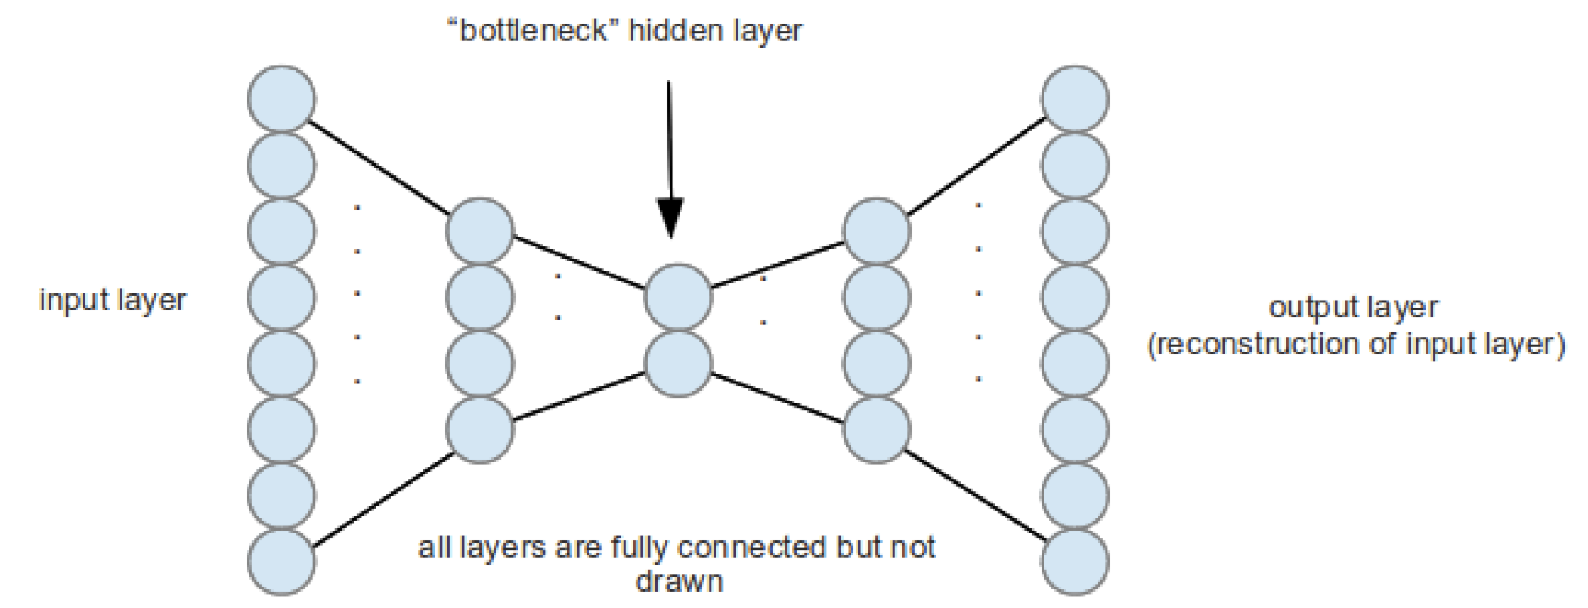 “bottleneck” hidden layer
input layer
output layer
(reconstruction of input layer)
all layers are fully connected but not
drawn